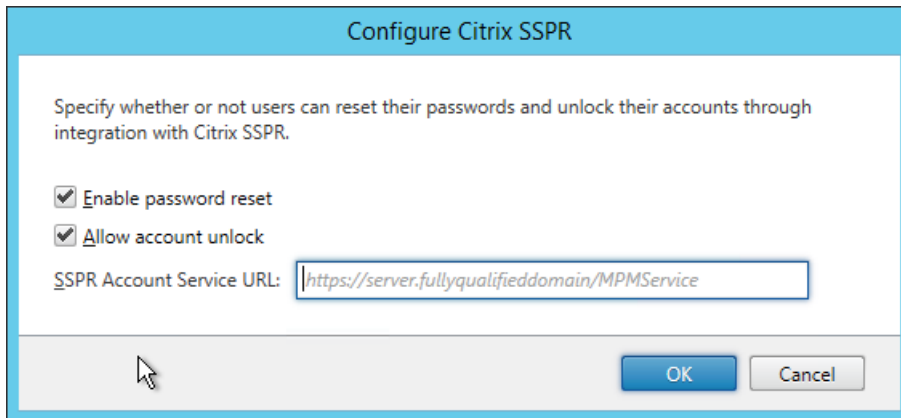 Configure Citrix SSPR
Specify whether or not users can reset their passwords and unlock their accounts through
integration with Citrix SSPR.
Enable password reset
Allow account unlock
SSPR Account Service URL: https://server.fullyqualifieddomain/MPMService
OK Cancel